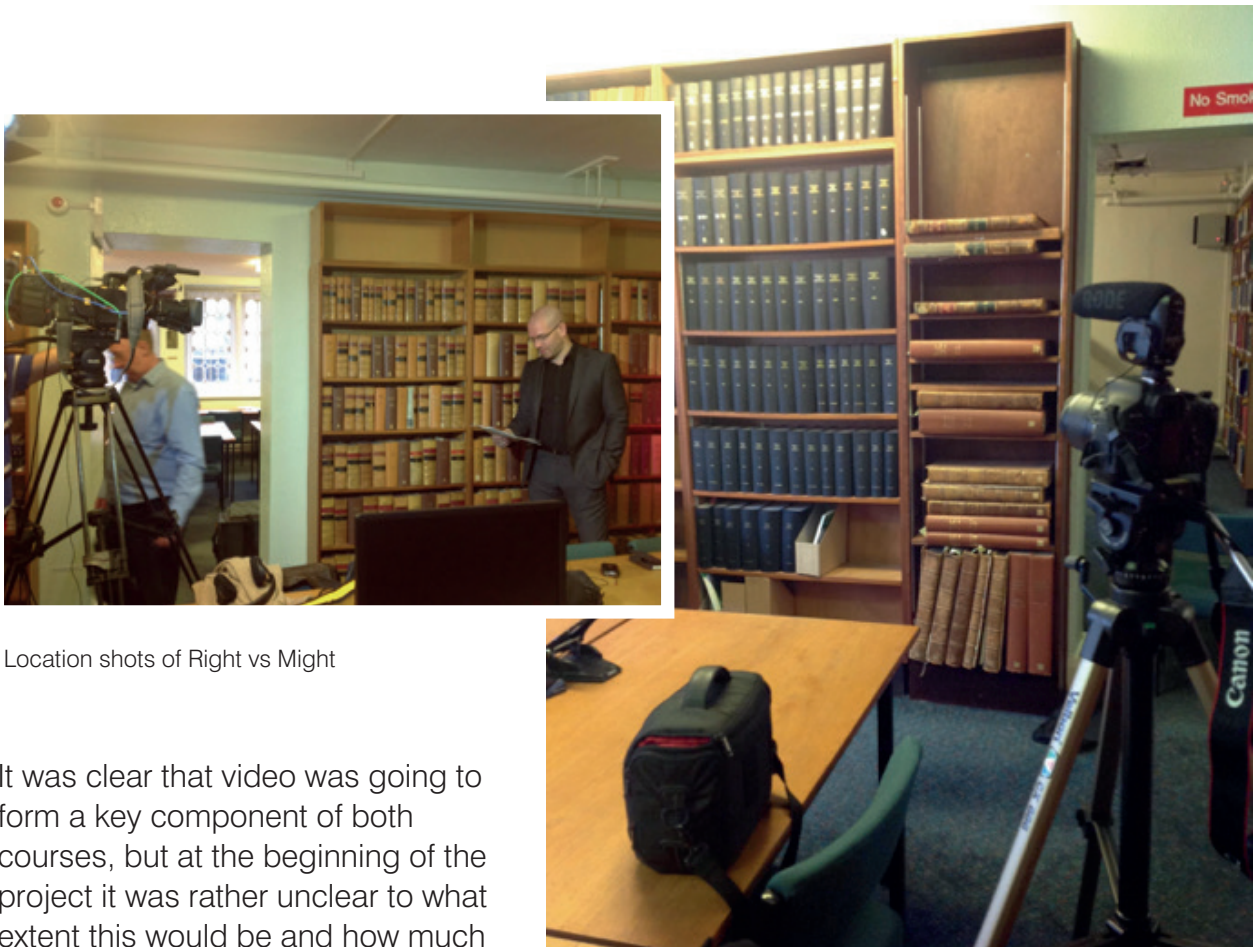 No Smok
RODE
Canon
Location shots of Right vs Might
It was clear that video was going to
form a key component of both
courses, but at the beginning of the
project it was rather unclear to what
extent this would be and how much